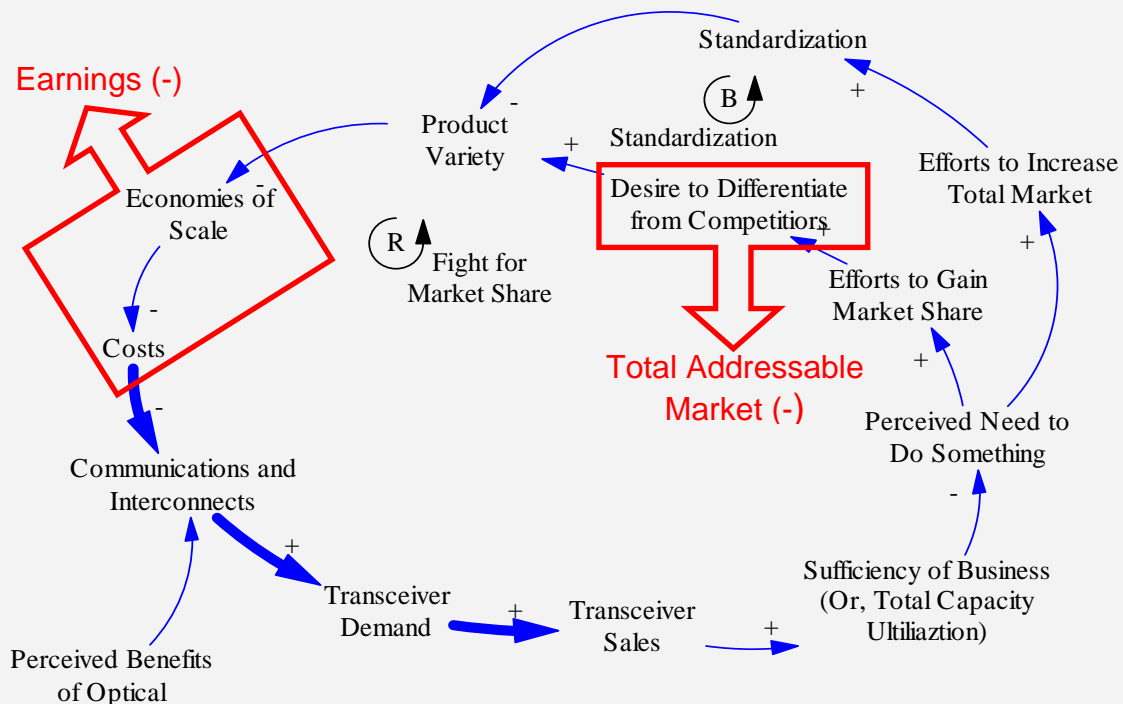 Standardization
Earnings (-)
+
B
-
Product
Variety
Standardization
+
Efforts to Increase
Total Market
Desire to Differentiate
from Competitiors
+
-
Economies of
Scale
R
Fight for
Market Share
+
Efforts to Gain
Market Share
-
Costs
+
Total Addressable
Market (-)
-
Perceived Need to
Do Something
Communications and
Interconnects
-
+
Sufficiency of Business
(Or, Total Capacity
Ultiliaztion)
Transceiver
Demand
+
Transceiver
Sales
+
Perceived Benefits
of Optical